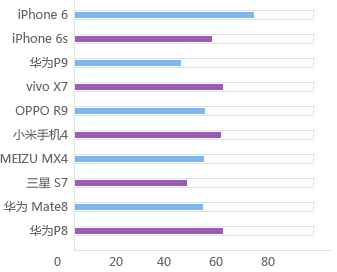 iPhone 6
iPhone 6s
华为P9
vivo X7
OPPO R9
小米手机4
MEIZU MX4
三星 S7
华为 Mate8
华为P8
0 20 40 60 80